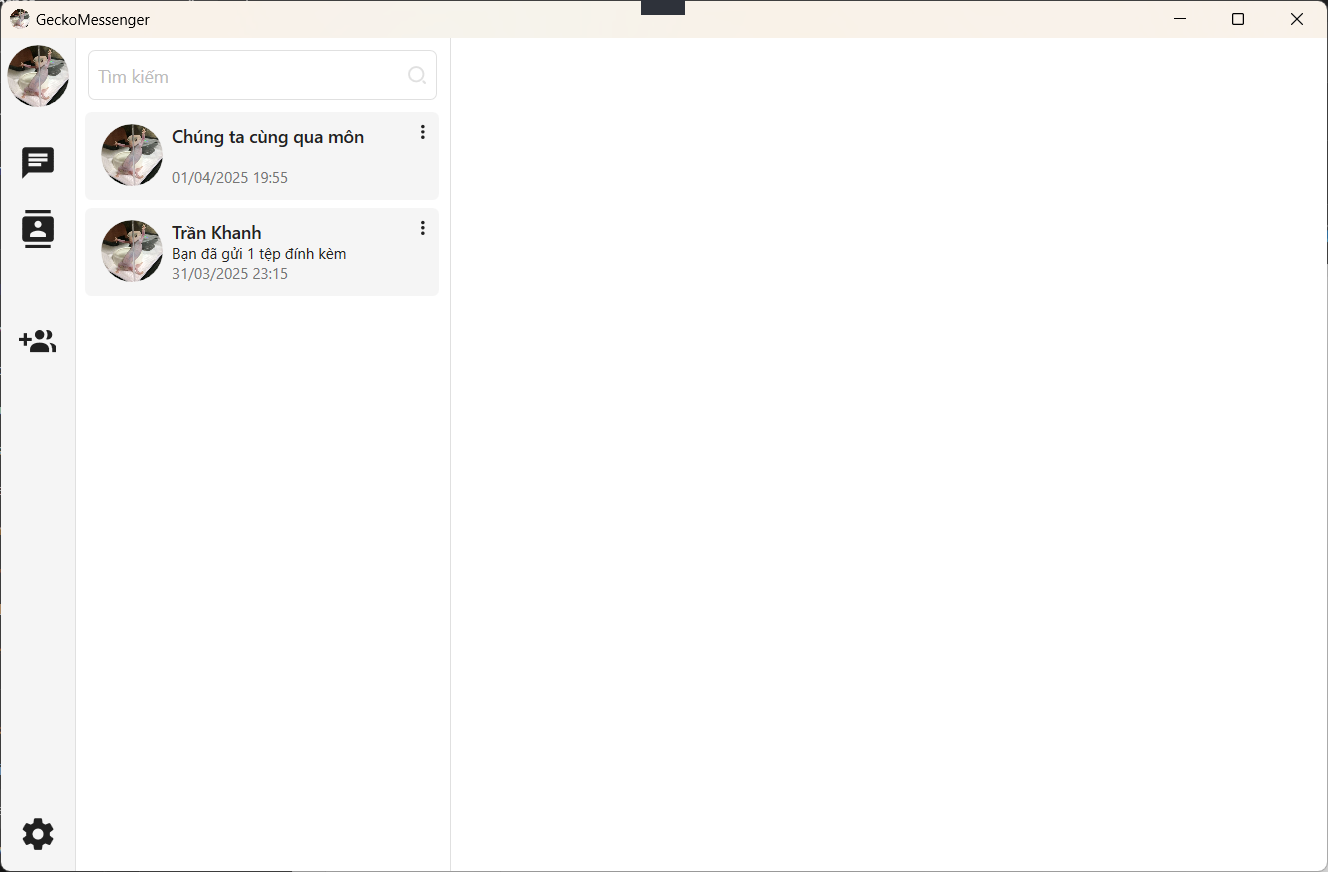 GeckoMessenger
Tìm kiếm
Chúng ta cùng qua môn
01/04/2025 19:55
Trần Khanh
Bạn đã gửi 1 tệp đính kèm
31/03/2025 23:15